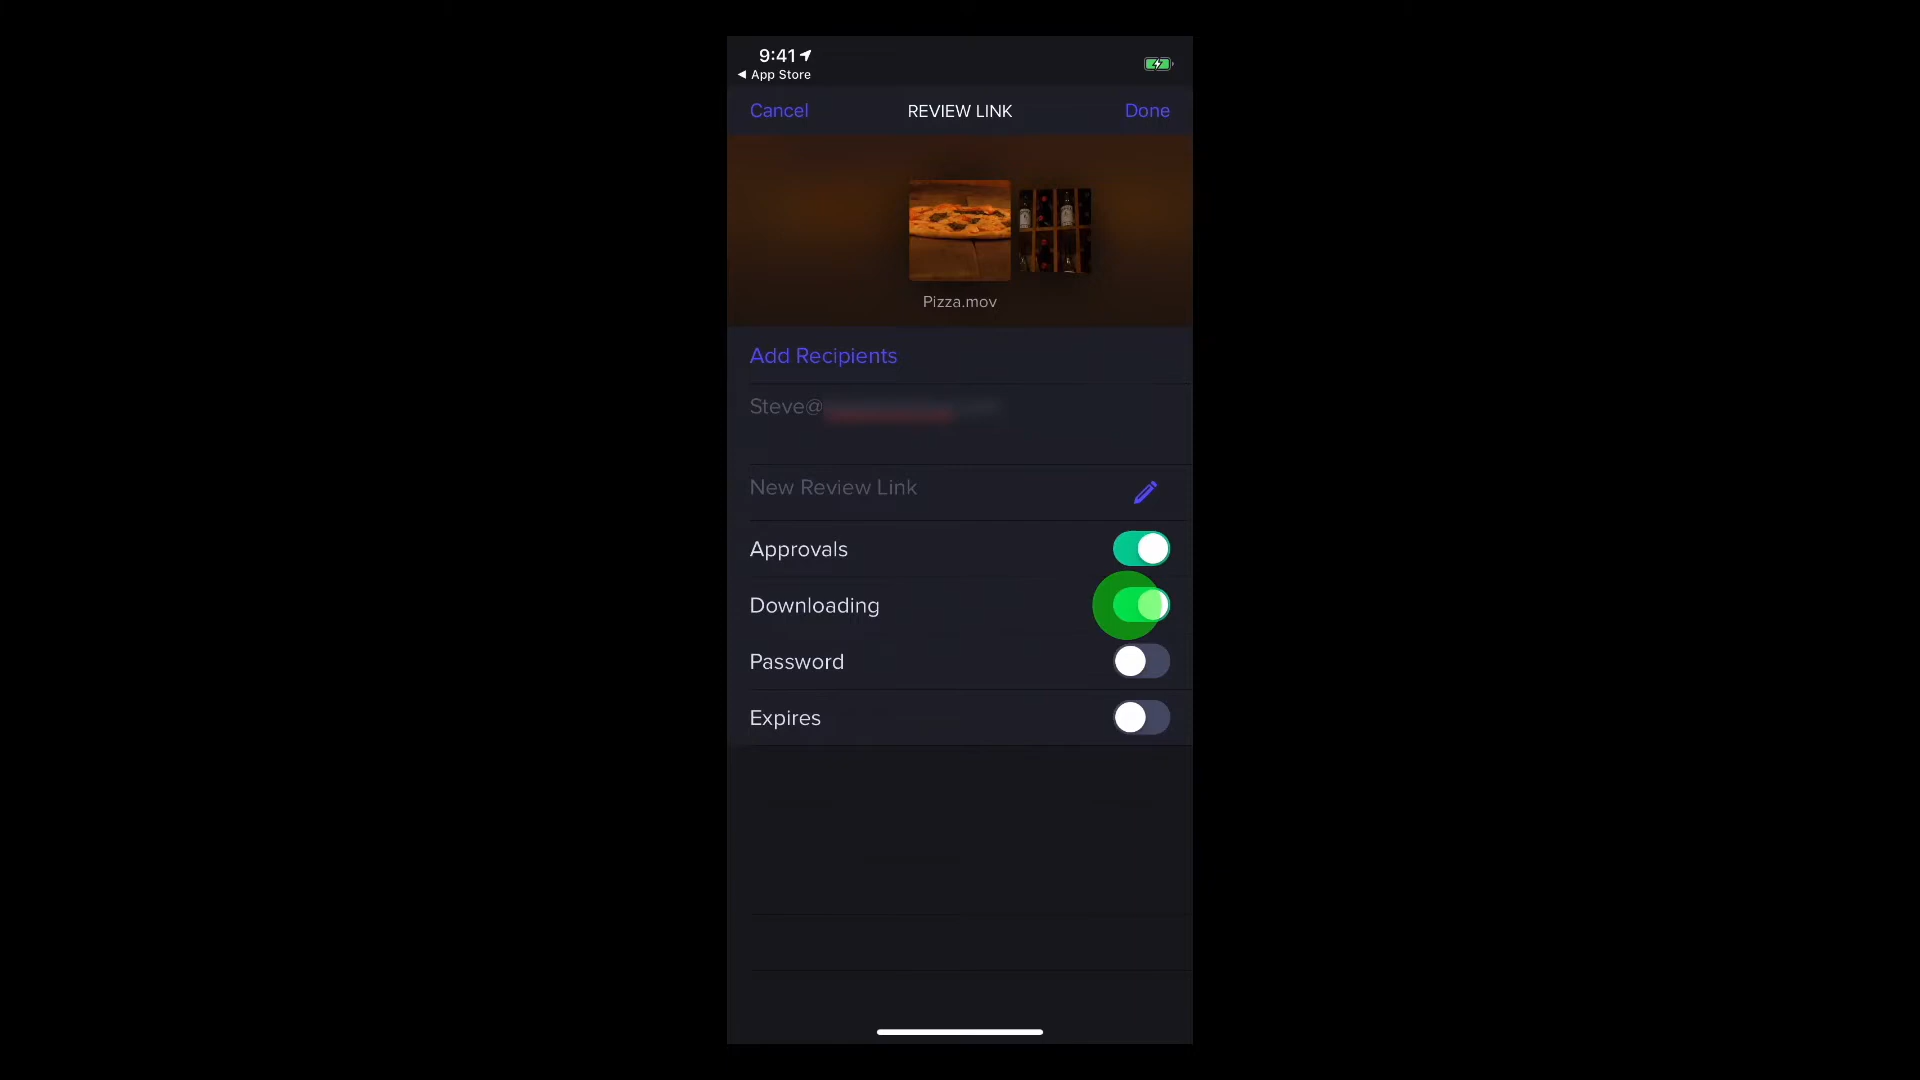 9:41
◀ App Store
Cancel
REVIEW LINK
Done
Pizza.mov
Add Recipients
Steve@
New Review Link
Approvals
Downloading
Password
Expires